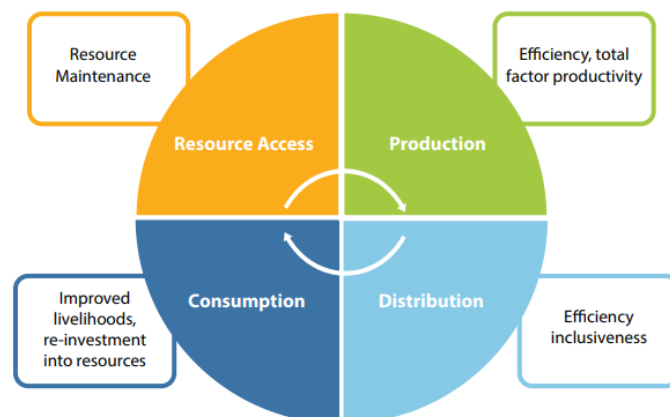 Resource
Maintenance
Efficiency, total
factor productivity
Resource Access
Production
Consumption
Distribution
Improved
livelihoods,
re-investment
into resources
Efficiency
inclusiveness